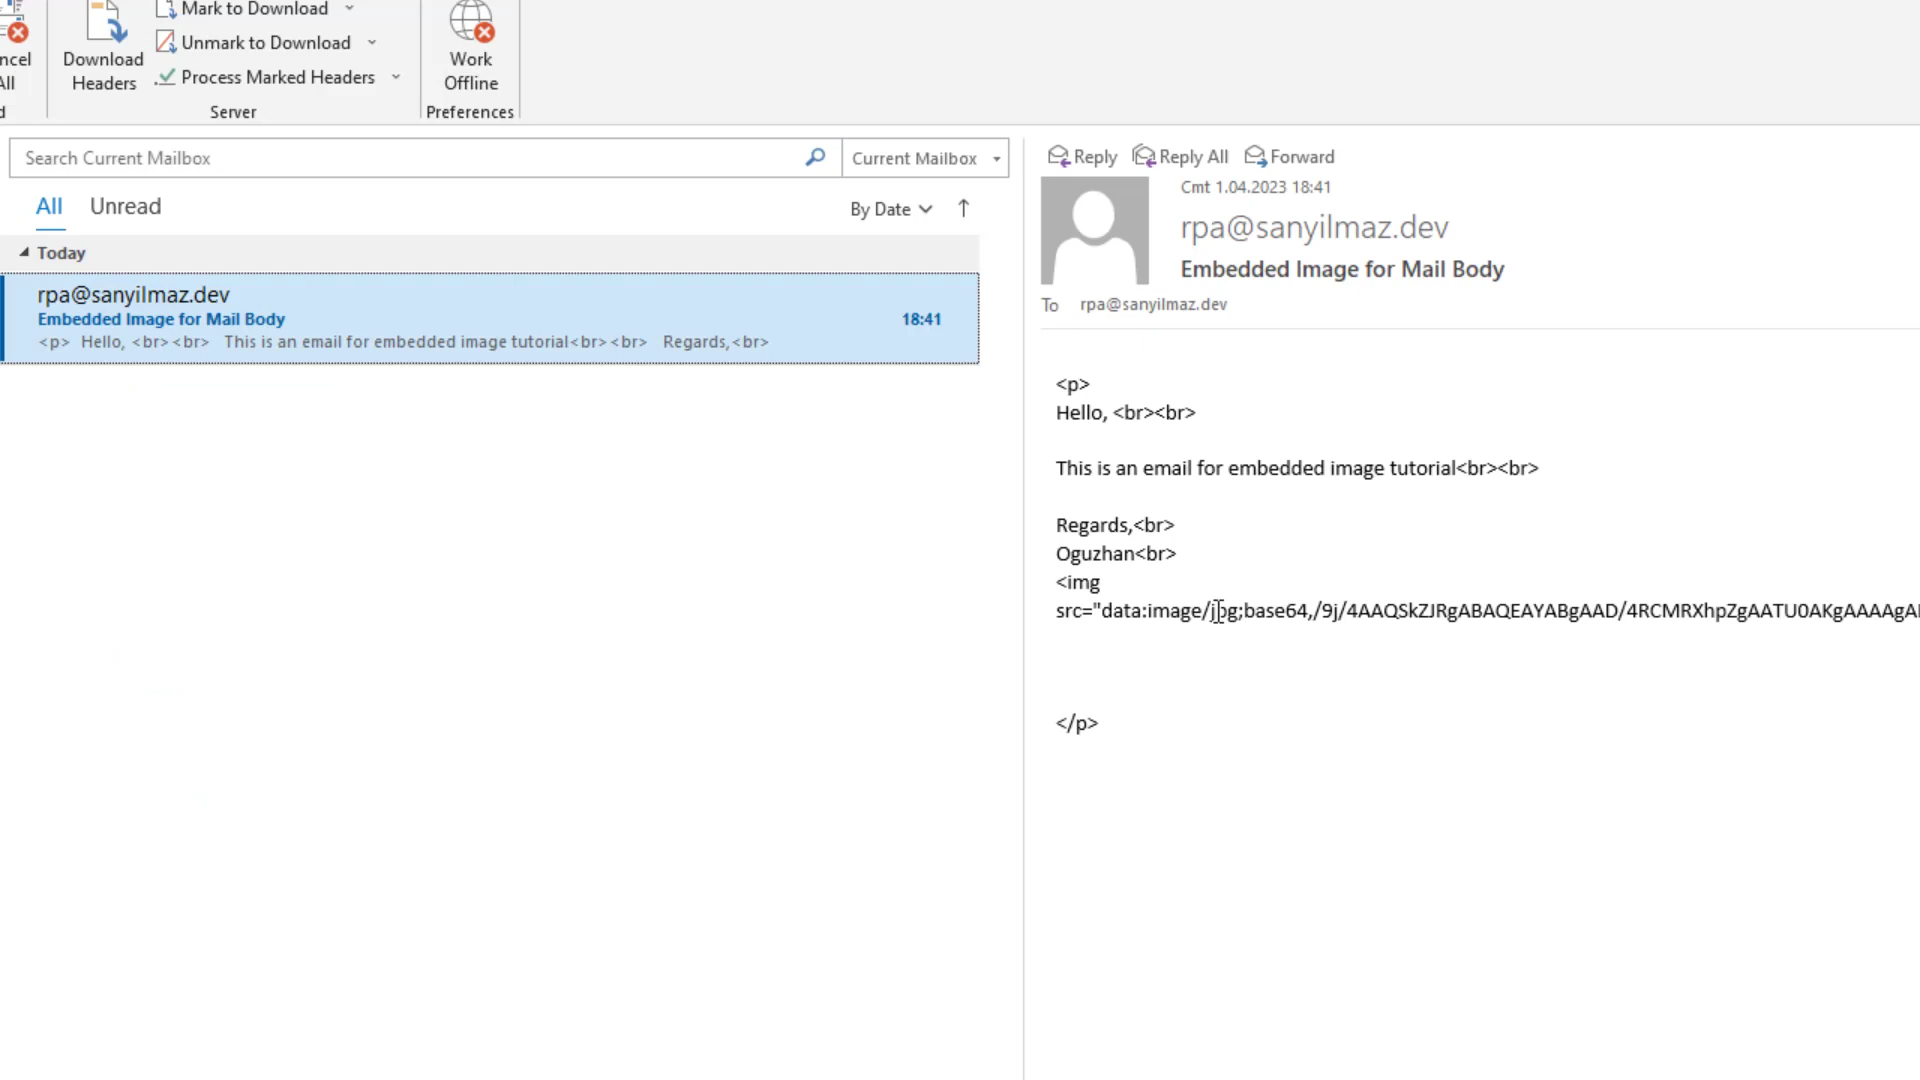 Mark to Download
Unmark to Download
Process Marked Headers
Download
Headers
Server
ncel
All
Work
Offline
Preferences
Search Current Mailbox
Current Mailbox
All Unread
By Date
Today
rpa@sanyilmaz.dev
Embedded Image for Mail Body 18:41
<p> Hello, <br><br> This is an email for embedded image tutorial<br><br> Regards,<br>
Reply Reply All Forward
Cmt 1.04.2023 18:41
rpa@sanyilmaz.dev
Embedded Image for Mail Body
To rpa@sanyilmaz.dev
<p>
Hello, <br><br>
This is an email for embedded image tutorial<br><br>
Regards,<br>
Oguzhan<br>
<img
src="data:image/jpg;base64,/9j/4AAQSkZJRgABAQEAYABgAAD/4RCMRXhpZgAATU0AKgAAAAgA
</p>